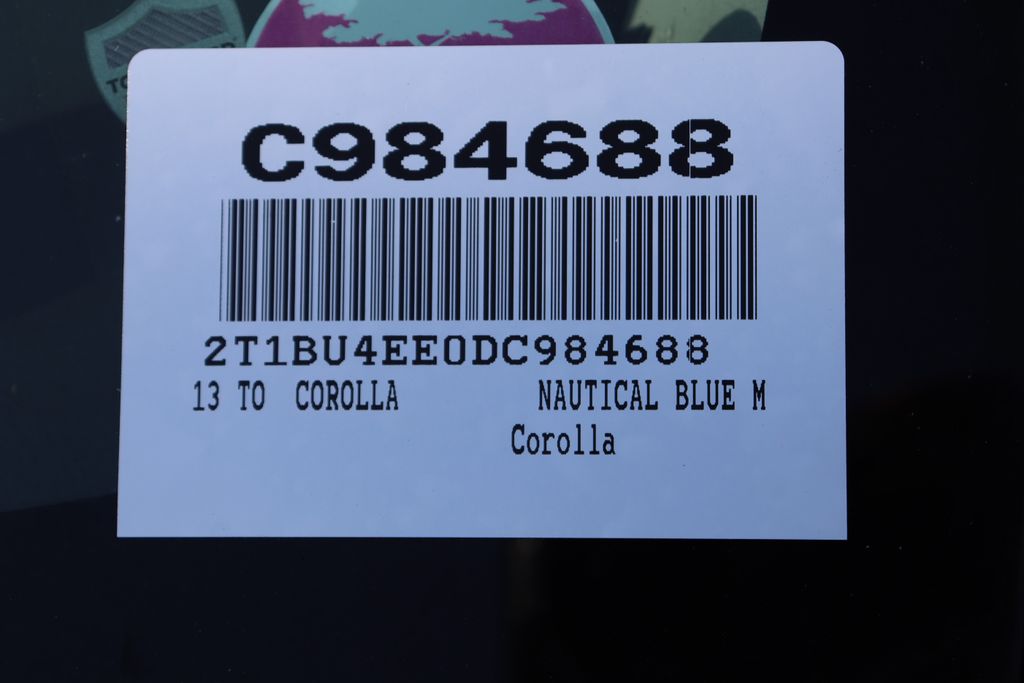 C984688
2T1BU4EE0DC984688
13 TO COROLLA NAUTICAL BLUE M
Corolla